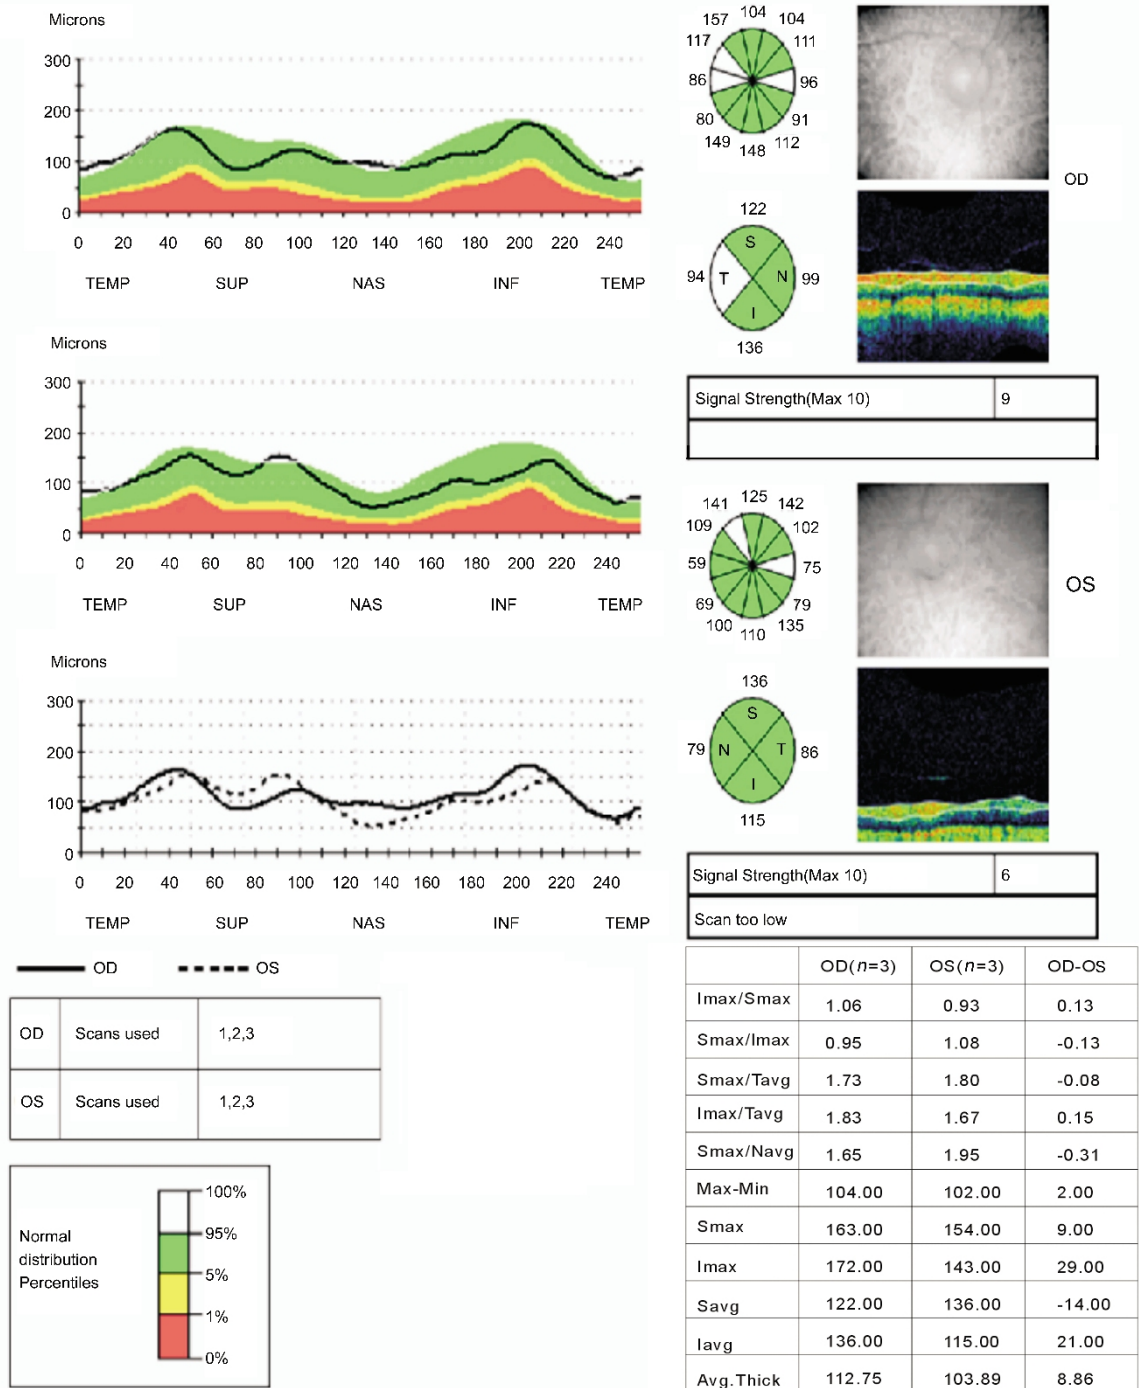 Microns
300
200
100
0
0 20 40 60 80 100 120 140 160 180 200 220 240
TEMP SUP NAS INF TEMP
157 104 104
117 111
86 96
80 91
149 148 112
122
S
94 T N 99
I
136
OD
Signal Strength(Max 10) 9
Microns
300
200
100
0
0 20 40 60 80 100 120 140 160 180 200 220 240
TEMP SUP NAS INF TEMP
141 125 142
109 102
59 75
69 79
100 110 135
OS
136
S
79 N T 86
I
115
Signal Strength(Max 10) 6
Scan too low
Microns
300
200
100
0
0 20 40 60 80 100 120 140 160 180 200 220 240
TEMP SUP NAS INF TEMP
OD OS
OD Scans used 1,2,3
OS Scans used 1,2,3
Normal
distribution
Percentiles
100%
95%
5%
1%
0%
OD(n=3) OS(n=3) OD-OS
Imax/Smax 1.06 0.93 0.13
Smax/Imax 0.95 1.08 -0.13
Smax/Tavg 1.73 1.80 -0.08
Imax/Tavg 1.83 1.67 0.15
Smax/Navg 1.65 1.95 -0.31
Max-Min 104.00 102.00 2.00
Smax 163.00 154.00 9.00
Imax 172.00 143.00 29.00
Savg 122.00 136.00 -14.00
Iavg 136.00 115.00 21.00
Avg.Thick 112.75 103.89 8.86